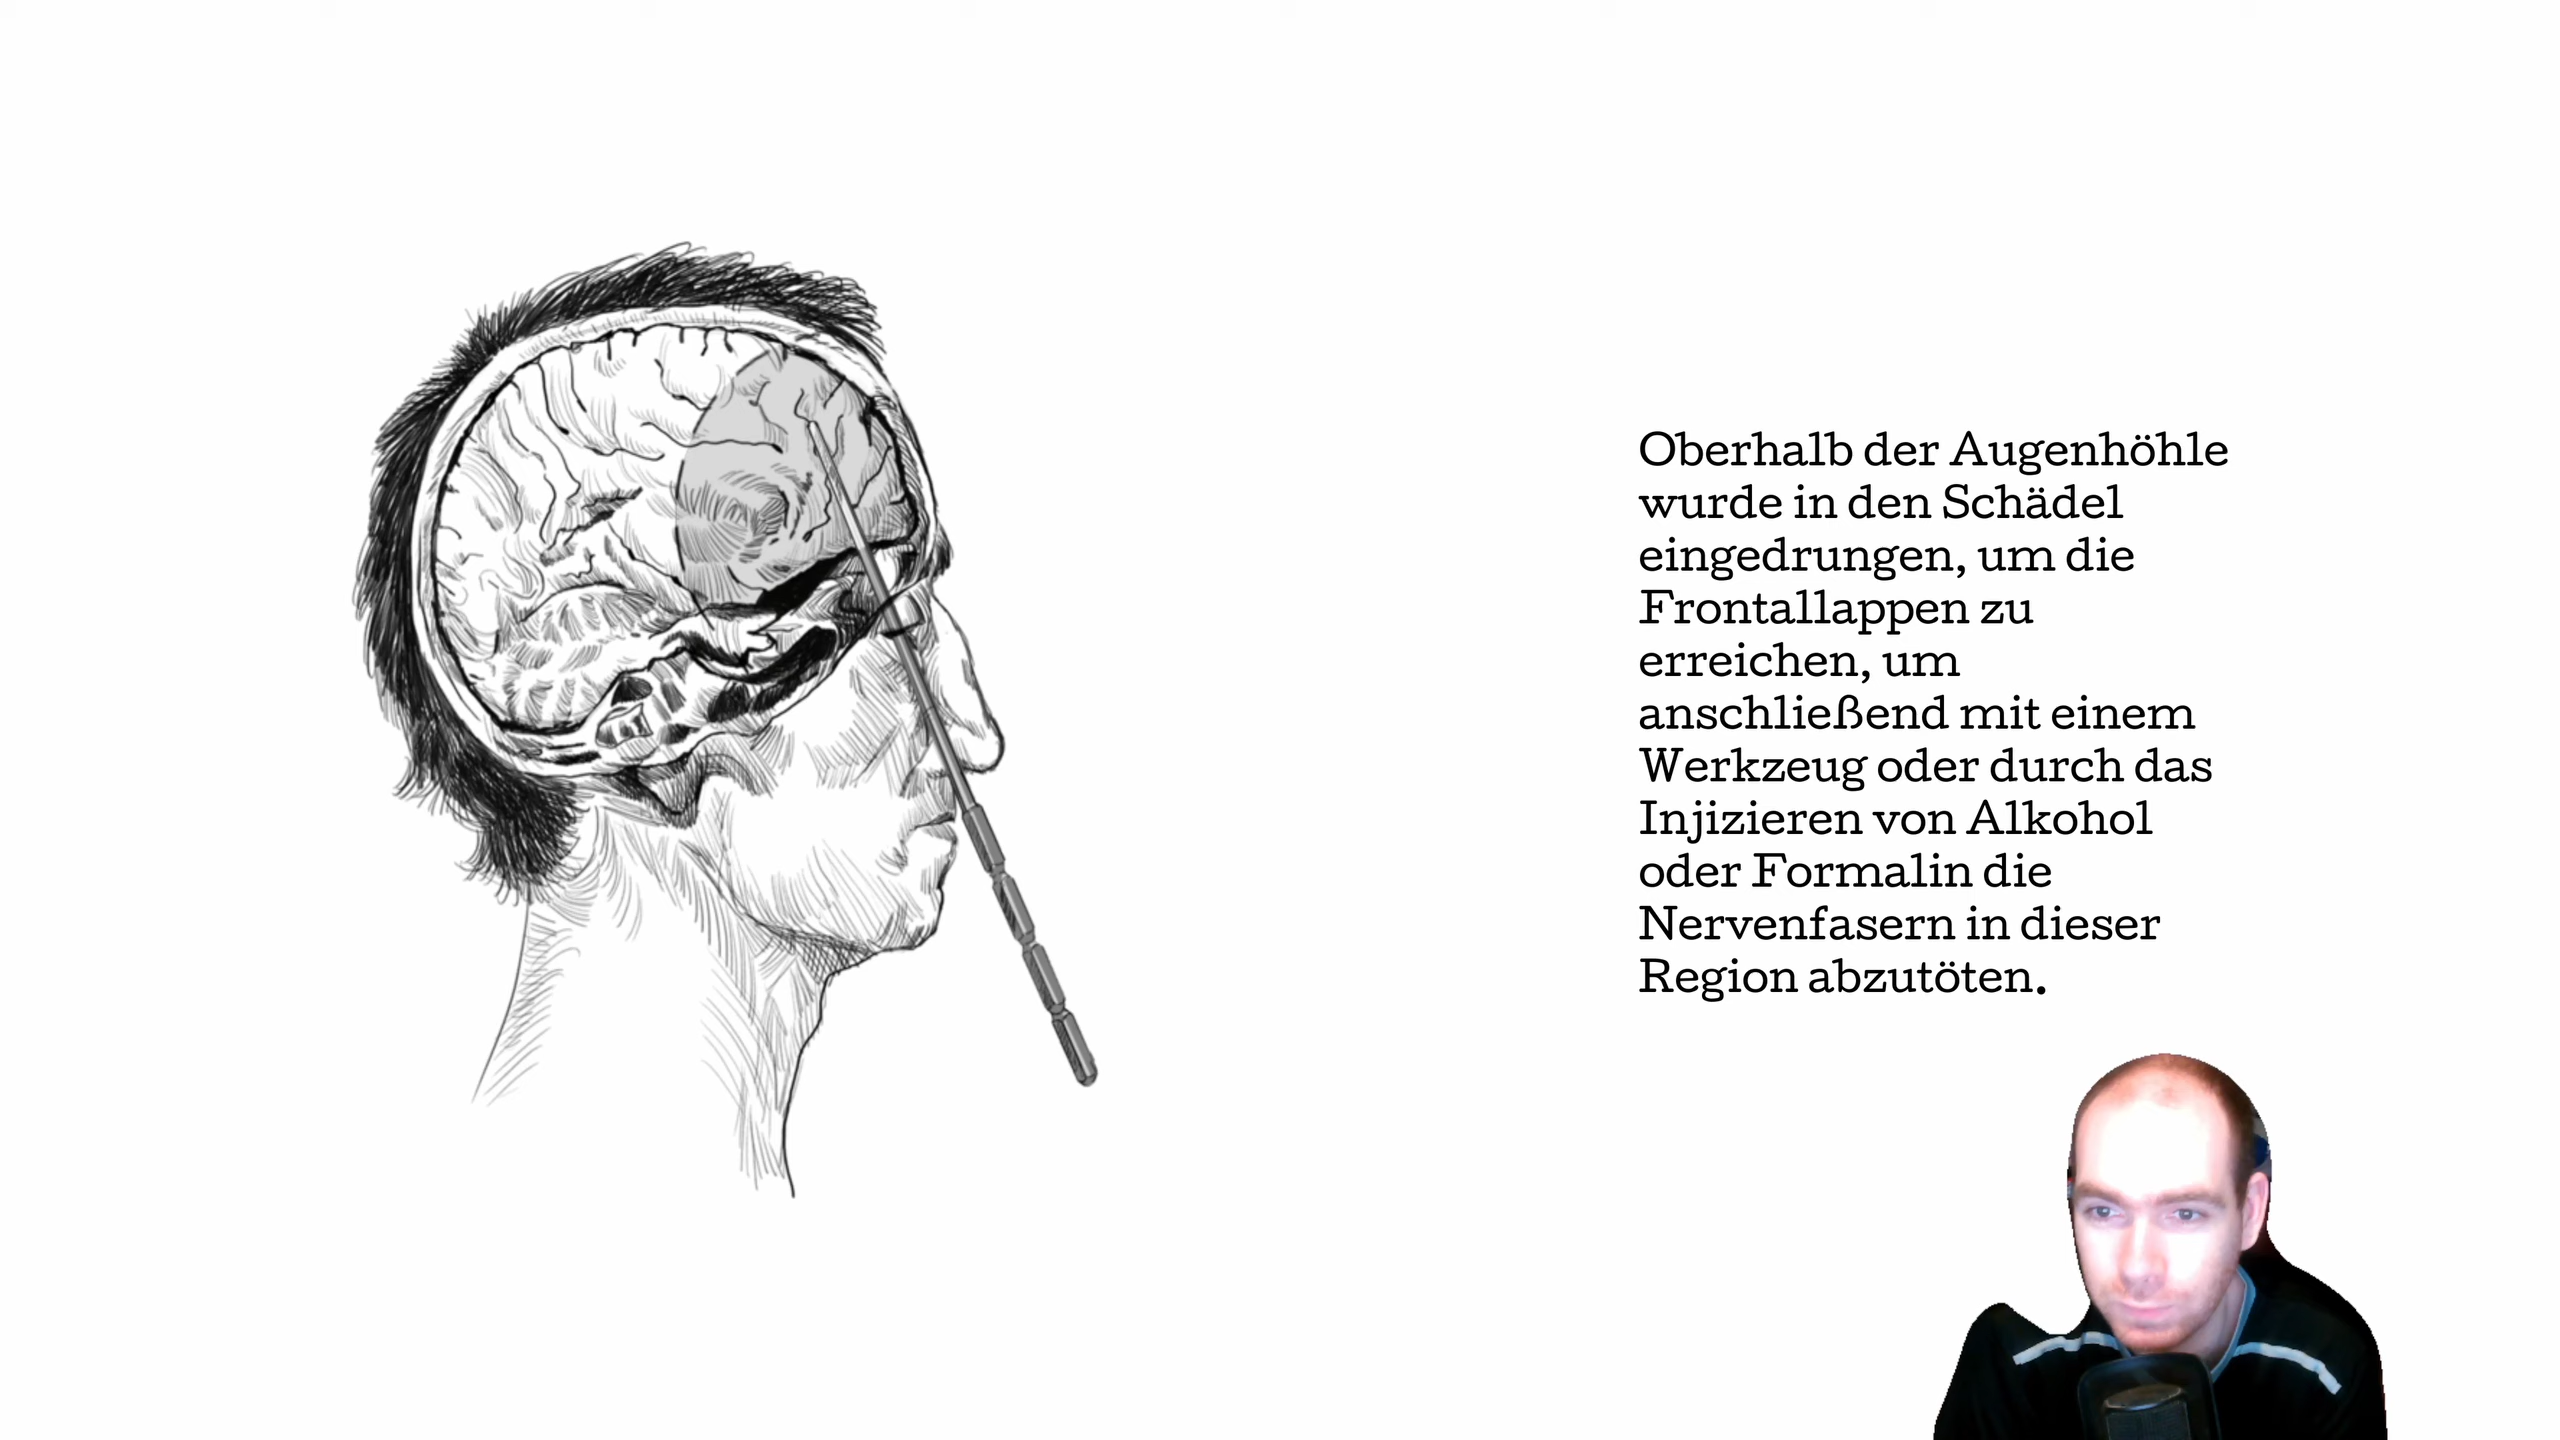 Oberhalb der Augenhöhle
wurde in den Schädel
eingedrungen, um die
Frontallappen zu
erreichen, um
anschließend mit einem
Werkzeug oder durch das
Injizieren von Alkohol
oder Formalin die
Nervenfasern in dieser
Region abzutöten.